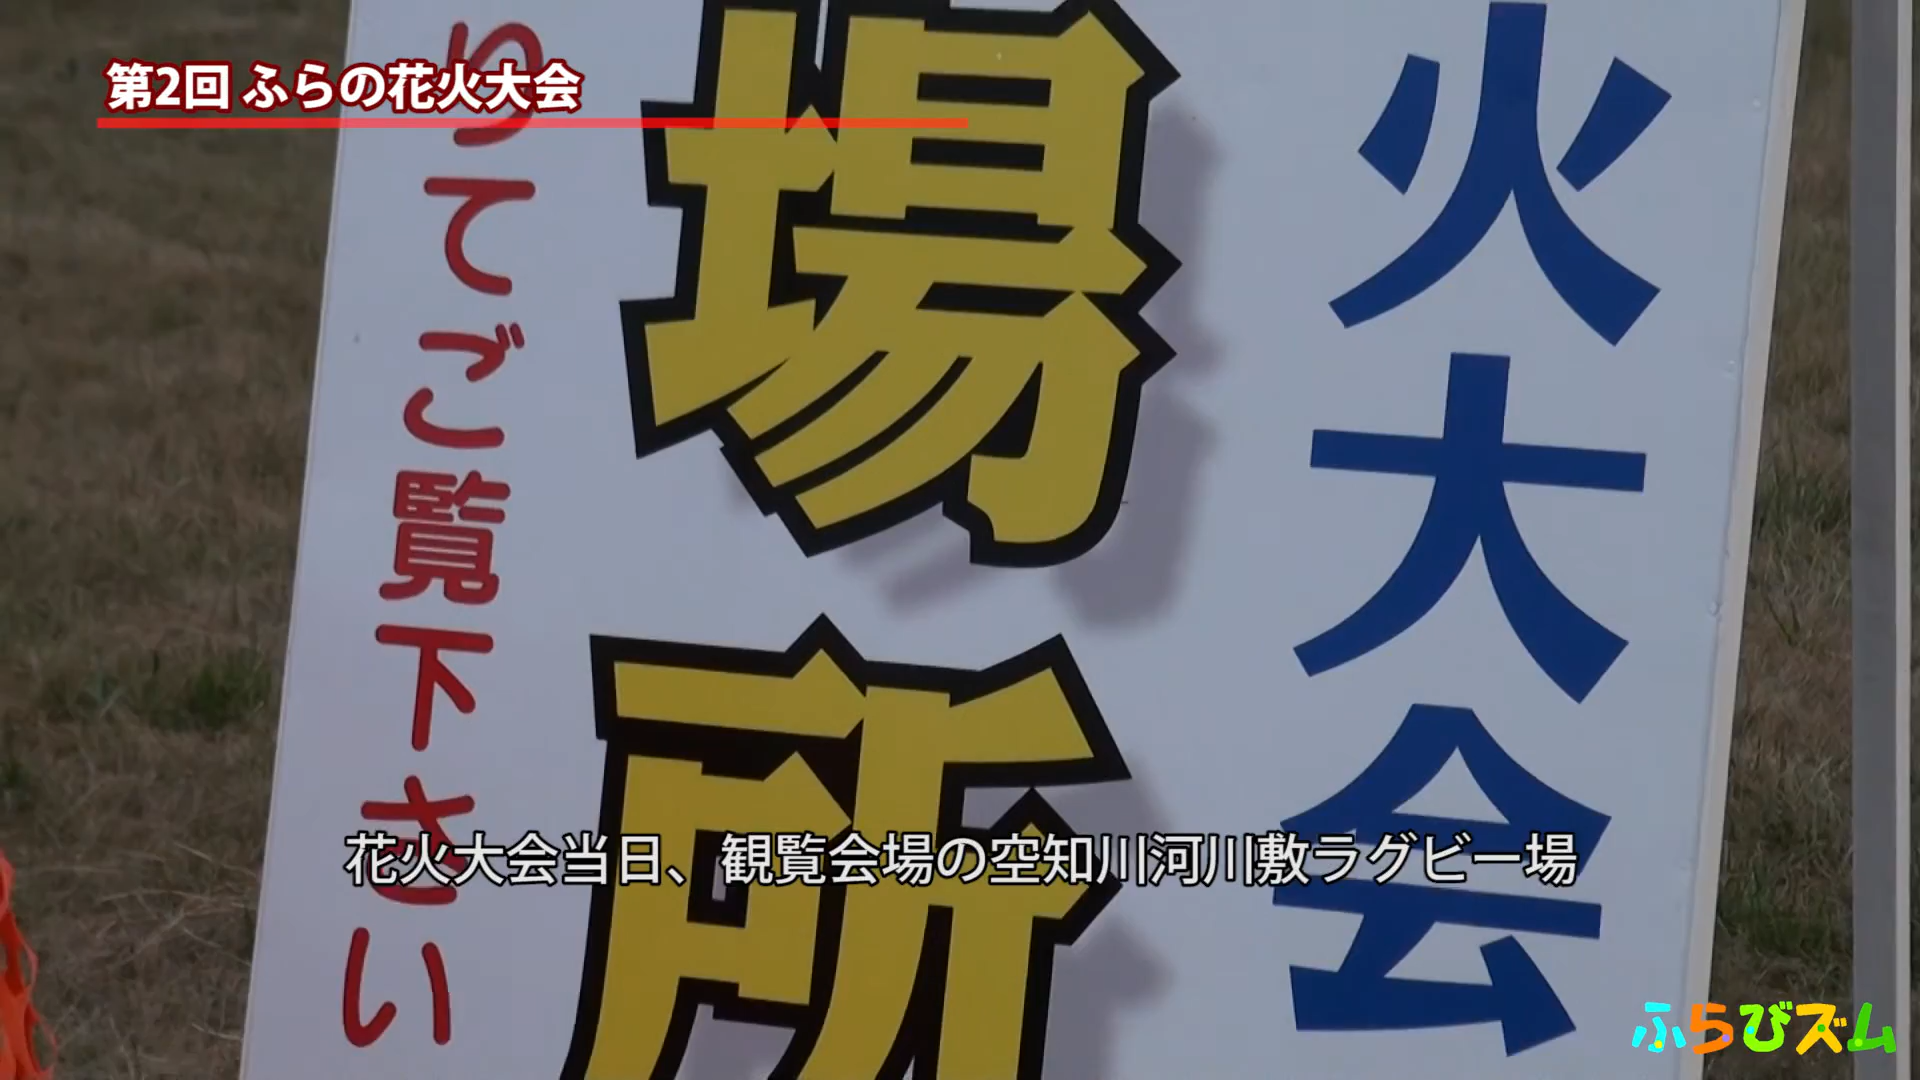 第2回 ふらの花火大会
火大会
場所
ってご覧下さい
花火大会当日、観覧会場の空知川河川敷ラグビー場
ふらびズム